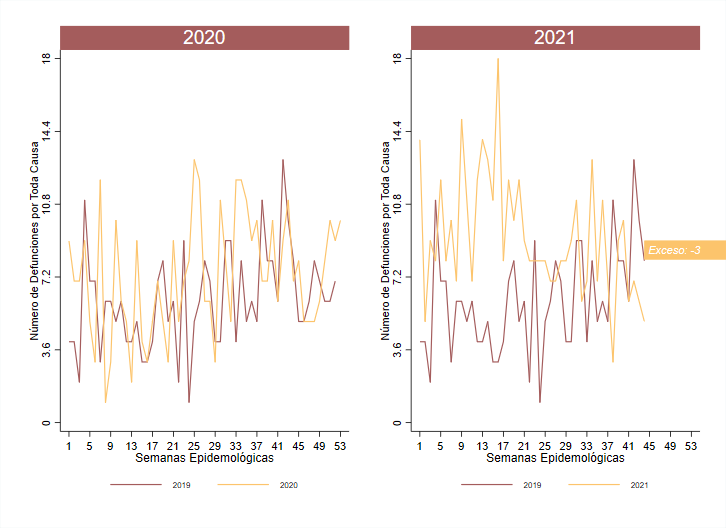 2020
Número de Defunciones por Toda Causa
18
14.4
10.8
7.2
3.6
0
1 5 9 13 17 21 25 29 33 37 41 45 49 53
Semanas Epidemológicas
2019 2020
2021
Número de Defunciones por Toda Causa
18
14.4
10.8
7.2
3.6
0
Exceso: -3
1 5 9 13 17 21 25 29 33 37 41 45 49 53
Semanas Epidemológicas
2019 2021